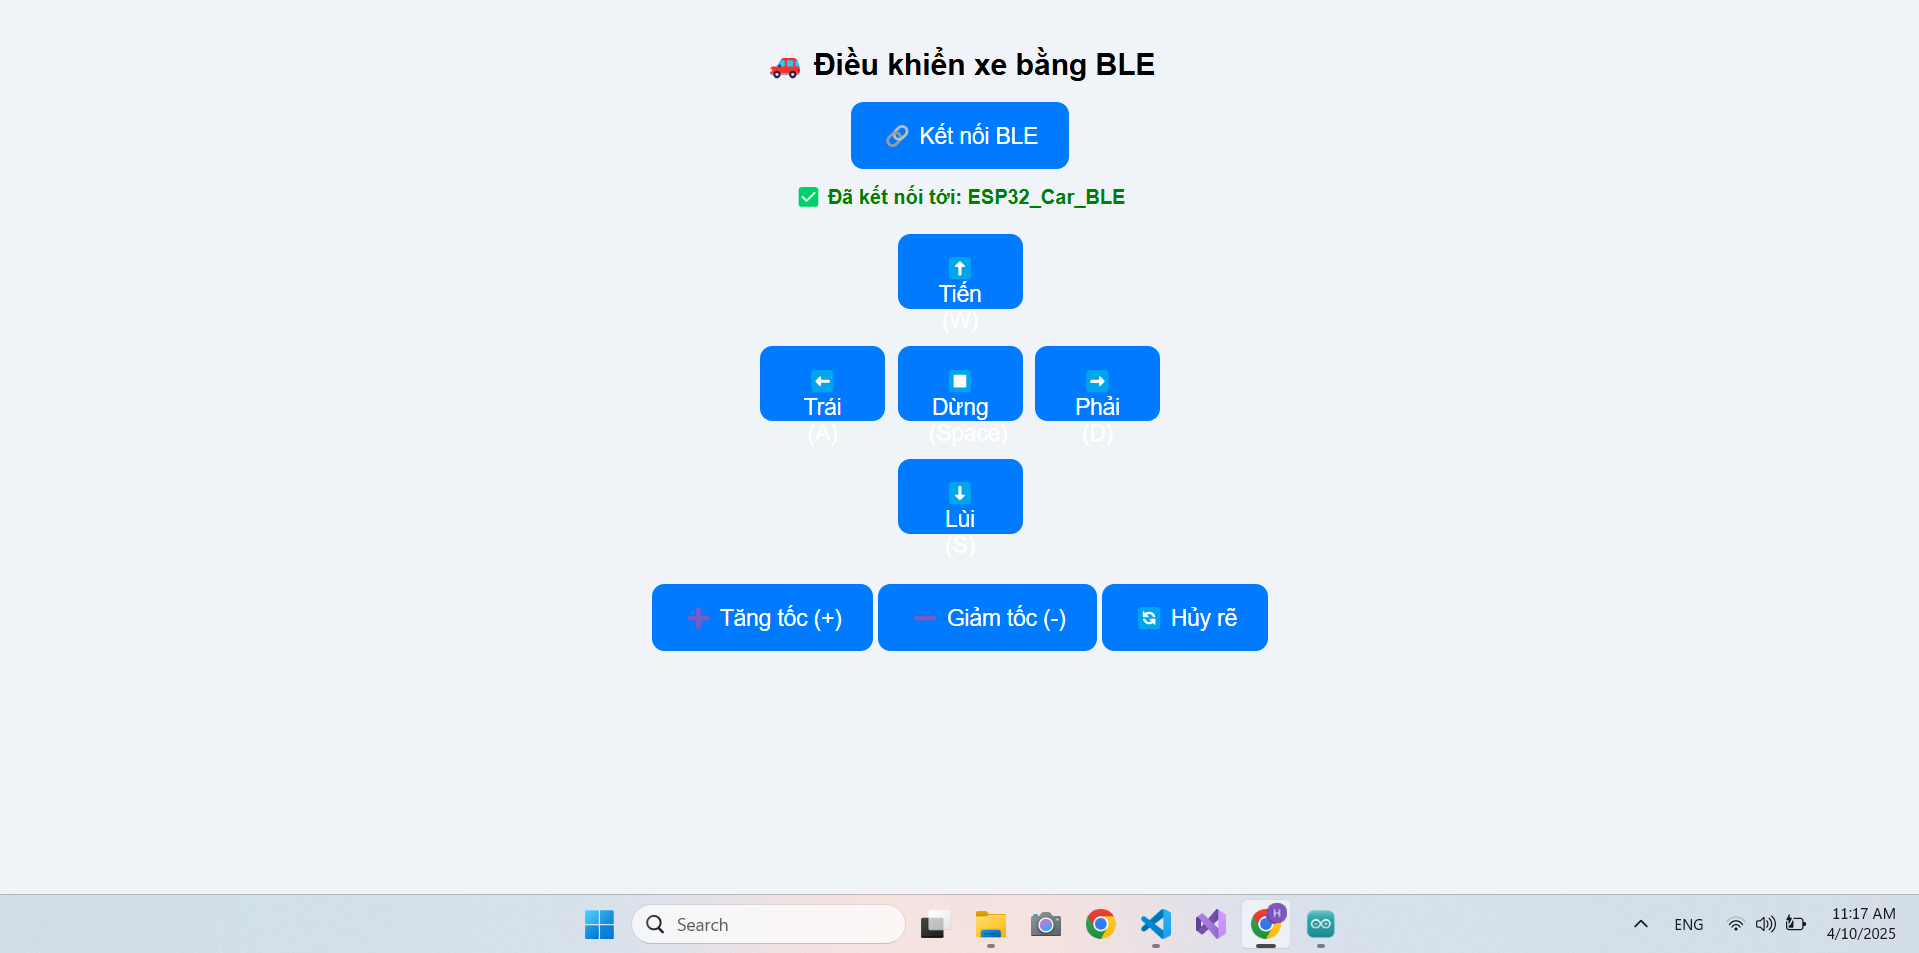 Điều khiển xe bằng BLE
Kết nối BLE
Đã kết nối tới: ESP32_Car_BLE
Tiến
(W)
Trái
(A)
Dừng
(Space)
Phải
(D)
Lùi
(S)
Tăng tốc (+)
Giảm tốc (-)
Hủy rẽ
Search
H
ENG
11:17 AM
4/10/2025